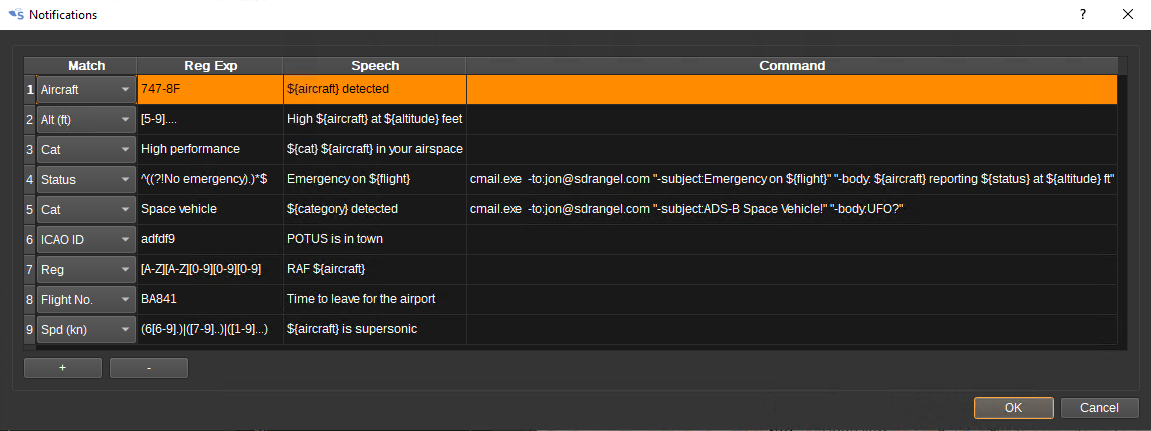 Notifications ?
Match Reg Exp Speech Command
1 Aircraft 747-8F ${aircraft} detected
2 Alt (ft) [5-9].... High ${aircraft} at ${altitude} feet
3 Cat High performance ${cat} ${aircraft} in your airspace
4 Status ^((?!No emergency).)*$ Emergency on ${flight} cmail.exe -to:jon@sdrangel.com "-subject:Emergency on ${flight}" "-body: ${aircraft} reporting ${status} at ${altitude} ft"
5 Cat Space vehicle ${category} detected cmail.exe -to:jon@sdrangel.com "-subject:ADS-B Space Vehicle!" "-body:UFO?"
6 ICAO ID adfdf9 POTUS is in town
7 Reg [A-Z][A-Z][0-9][0-9][0-9] RAF ${aircraft}
8 Flight No. BA841 Time to leave for the airport
9 Spd (kn) (6[6-9].)|([7-9]..)|([1-9]...) ${aircraft} is supersonic
+ -
OK Cancel